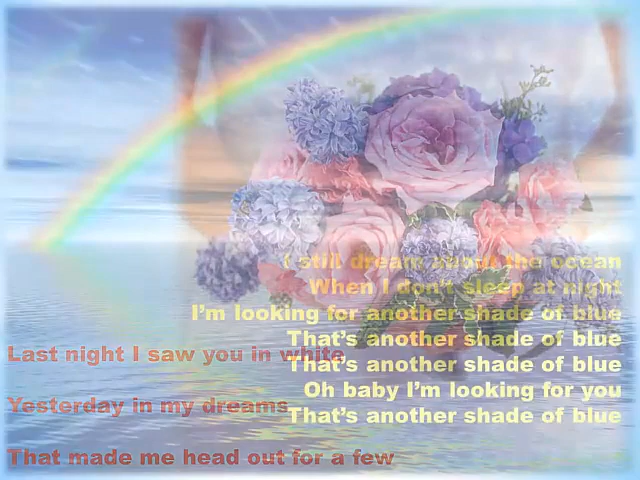 I still dream about the ocean
When I don't sleep at night
I'm looking for another shade of blue
That's another shade of blue
That's another shade of blue
Oh baby I'm looking for you
That's another shade of blue
Last night I saw you in white
Yesterday in my dreams
That made me head out for a few